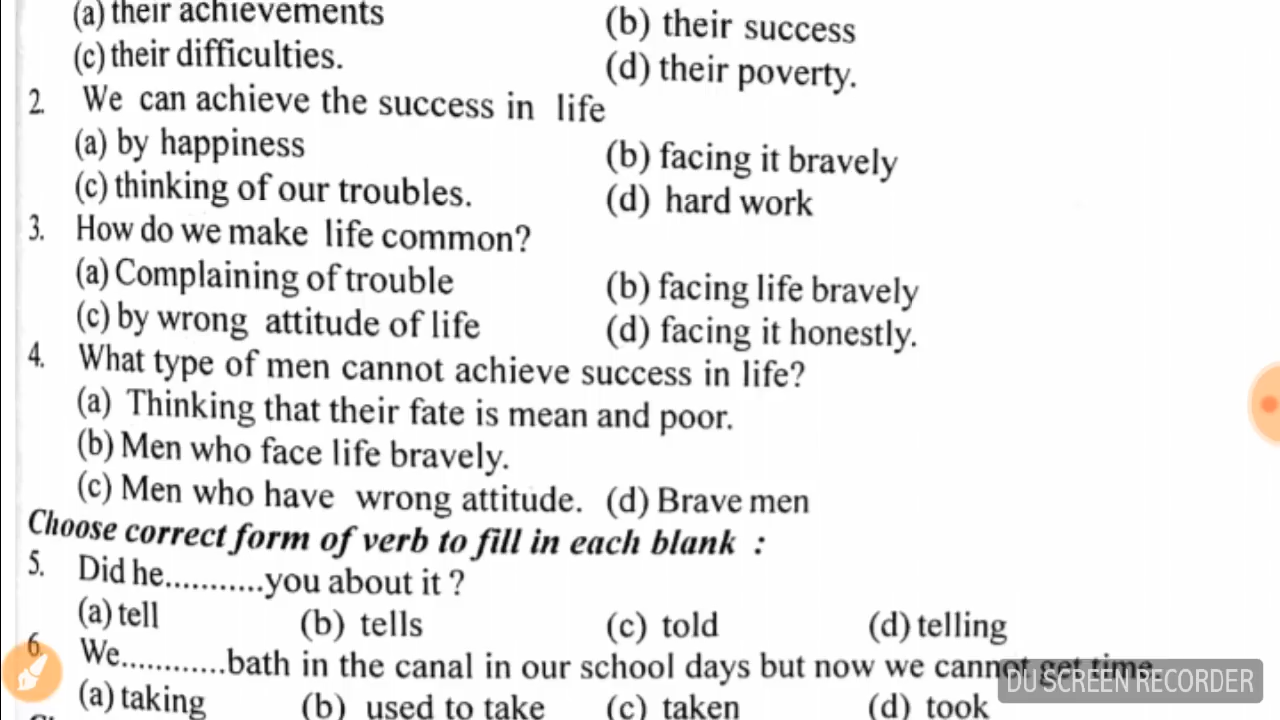 (a) their achievements (b) their success
(c) their difficulties. (d) their poverty.
2. We can achieve the success in life
(a) by happiness (b) facing it bravely
(c) thinking of our troubles. (d) hard work
3. How do we make life common?
(a) Complaining of trouble (b) facing life bravely
(c) by wrong attitude of life (d) facing it honestly.
4. What type of men cannot achieve success in life?
(a) Thinking that their fate is mean and poor.
(b) Men who face life bravely.
(c) Men who have wrong attitude. (d) Brave men
Choose correct form of verb to fill in each blank :
5. Did he...........you about it ?
(a) tell (b) tells (c) told (d) telling
6. We............bath in the canal in our school days but now we cannot get time.
(a) taking (b) used to take (c) taken (d) took
DU SCREEN RECORDER